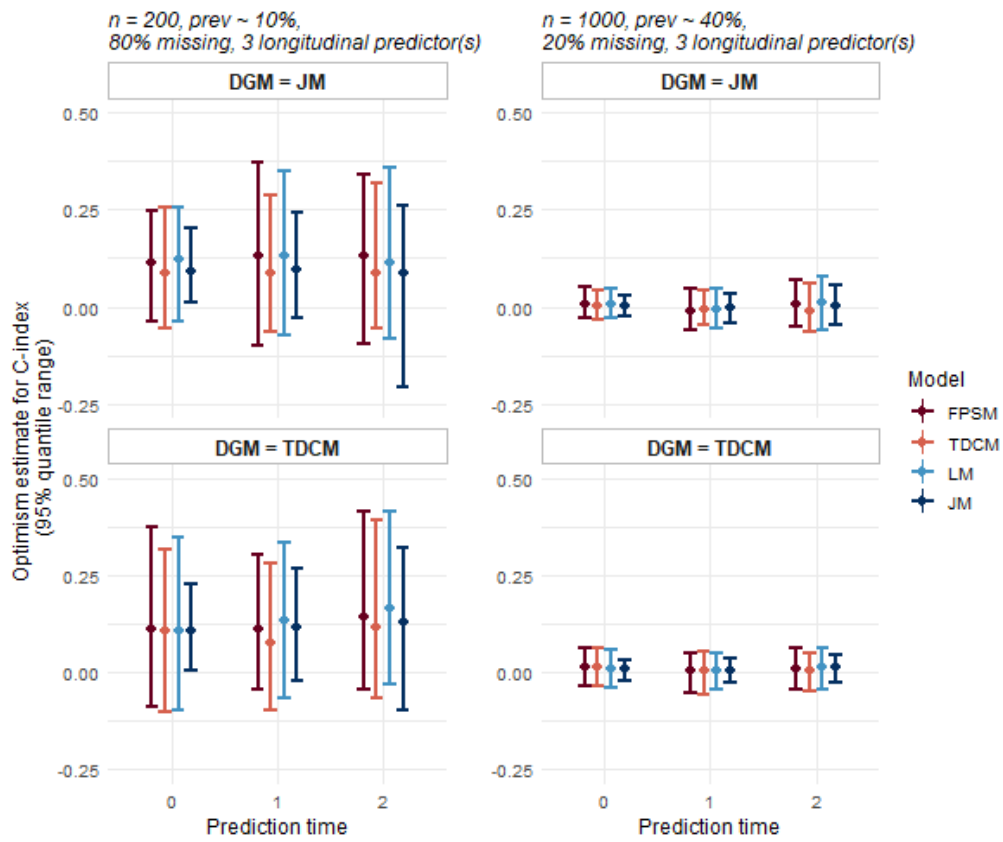 n = 200, prev ~ 10%,
80% missing, 3 longitudinal predictor(s)
n = 1000, prev ~ 40%,
20% missing, 3 longitudinal predictor(s)
DGM = JM
DGM = JM
0.50
0.25
0.00
-0.25
0.50
0.25
0.00
-0.25
DGM = TDCM
DGM = TDCM
0.50
0.25
0.00
-0.25
0.50
0.25
0.00
-0.25
0 1 2
0 1 2
Prediction time
Prediction time
Optimism estimate for C-index
(95% quantile range)
Model
FPSM
TDCM
LM
JM